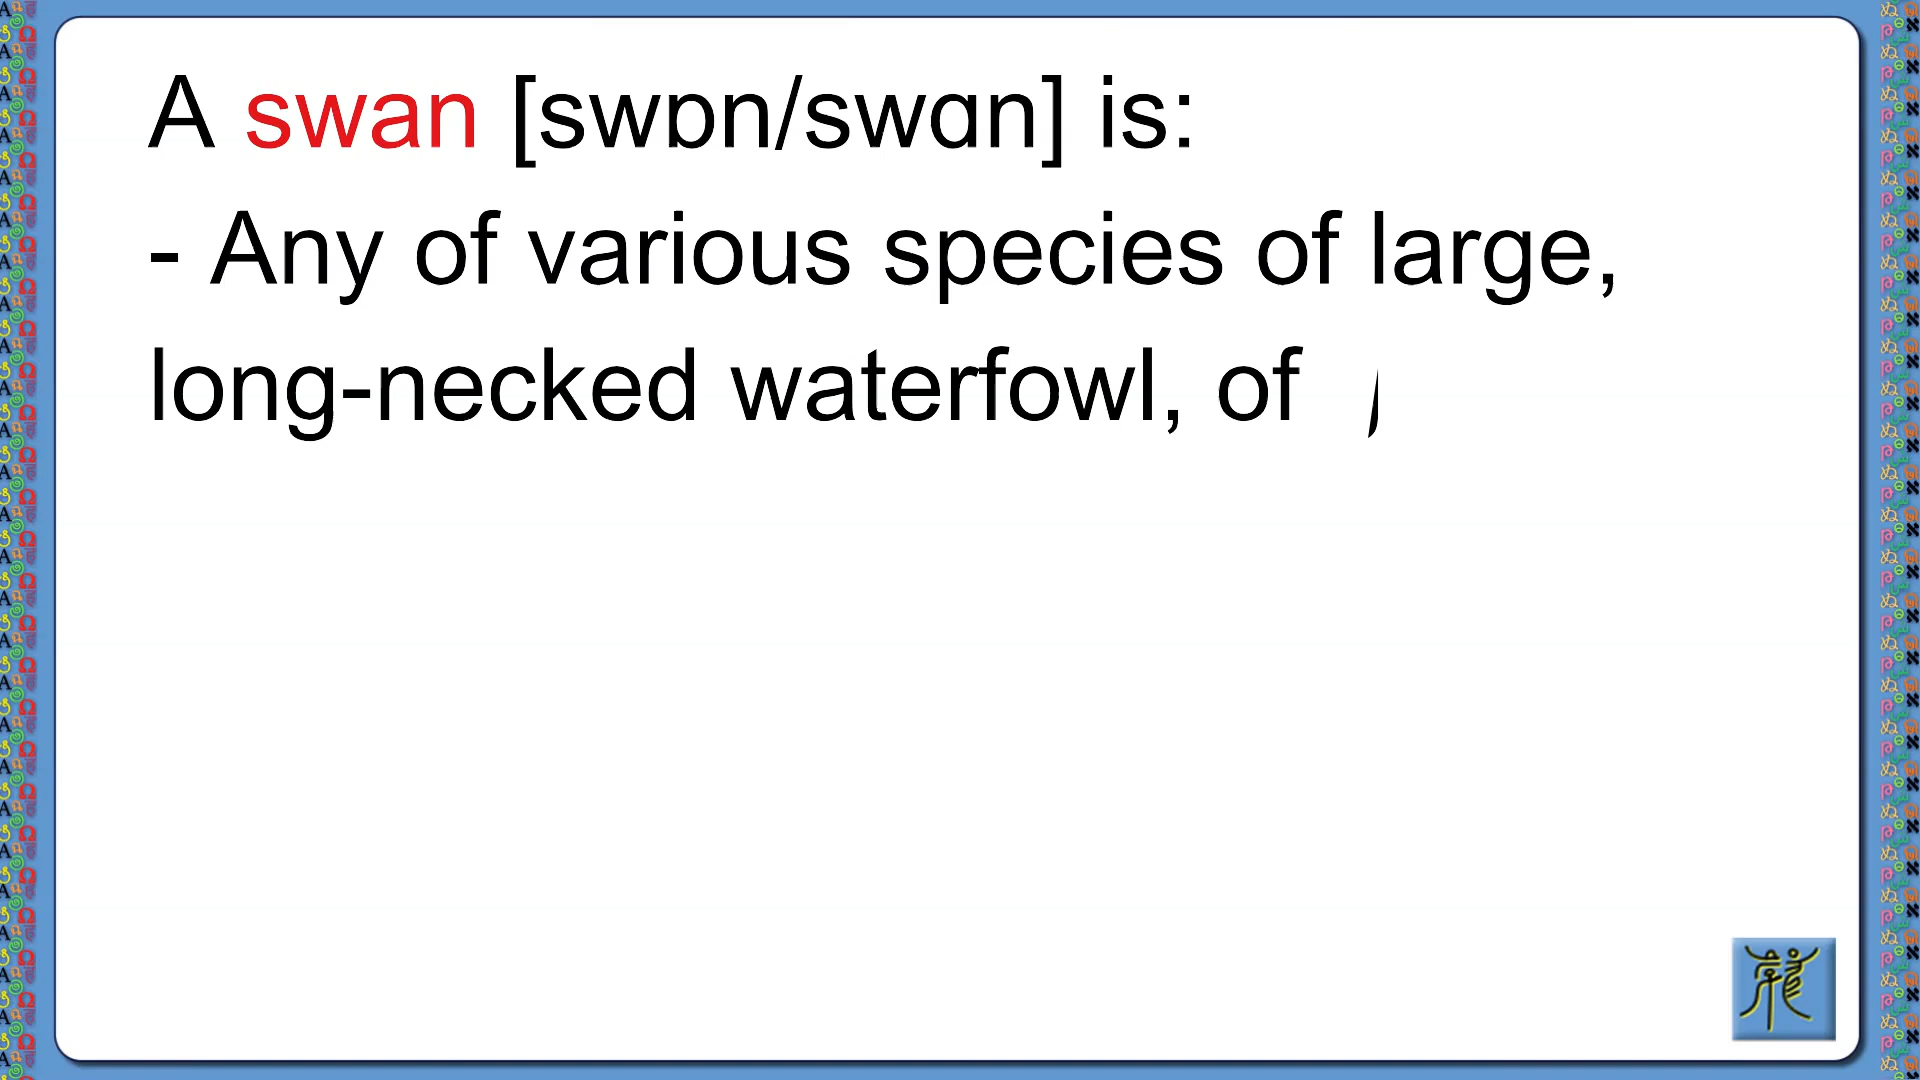 A swan [swɒn/swɑn] is:
- Any of various species of large,
long-necked waterfowl, of